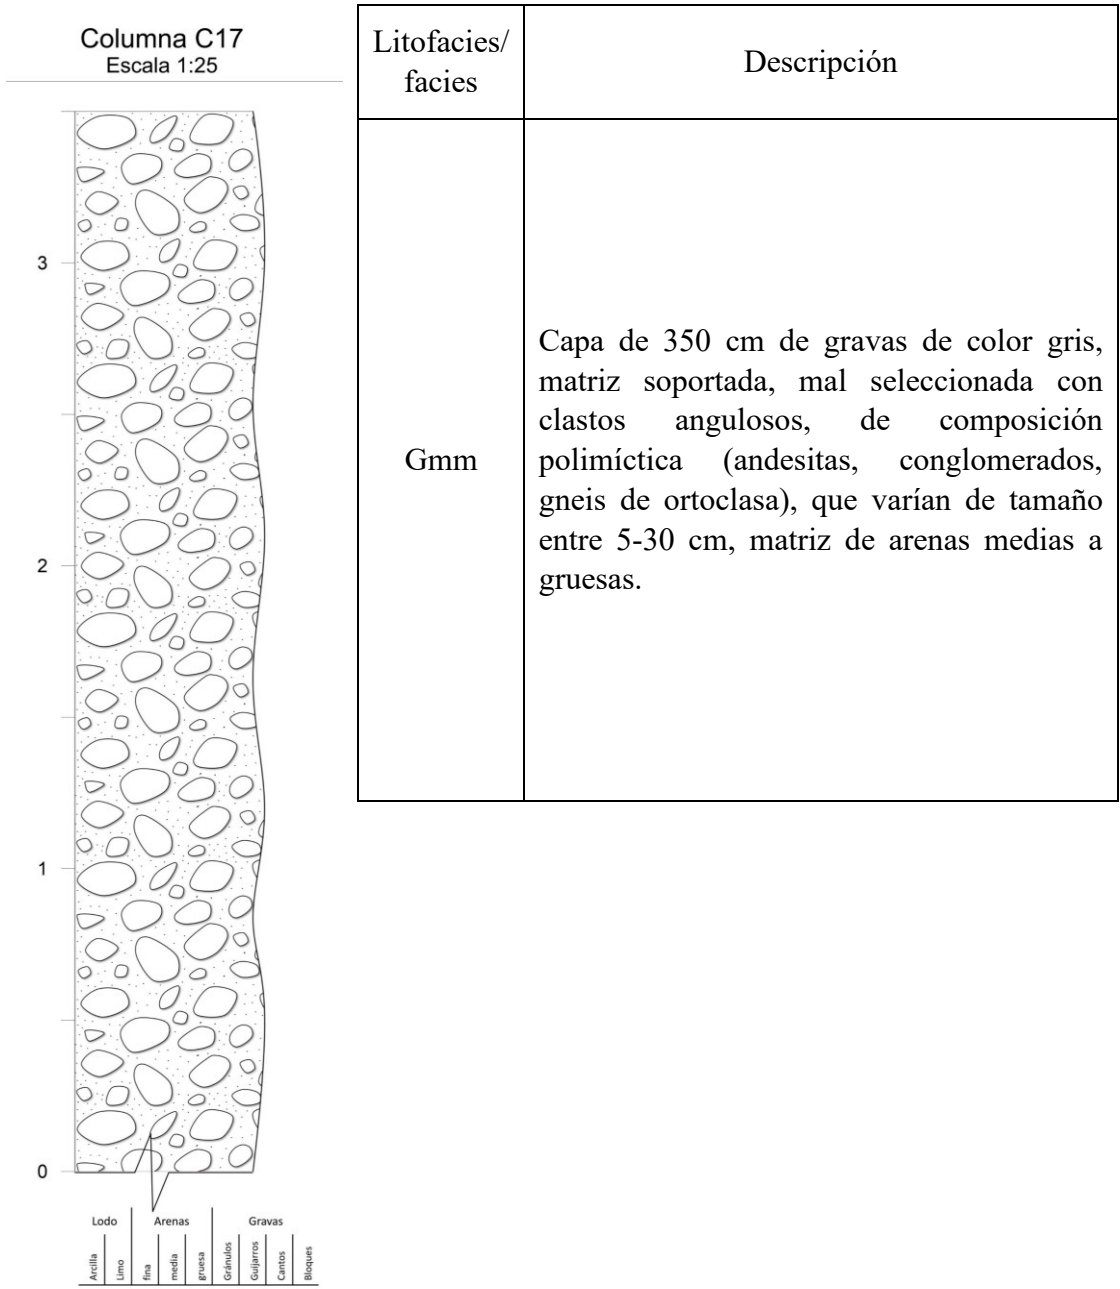 Columna C17
Escala 1:25
3
2
1
0
Lodo Arenas Gravas
Arcilla
Limo
fina
media
gruesa
Gránulos
Guijarros
Cantos
Bloques
Litofacies/
facies
Descripción
Gmm
Capa de 350 cm de gravas de color gris,
matriz soportada, mal seleccionada con
clastos angulosos, de composición
polimíctica (andesitas, conglomerados,
gneis de ortoclasa), que varían de tamaño
entre 5-30 cm, matriz de arenas medias a
gruesas.